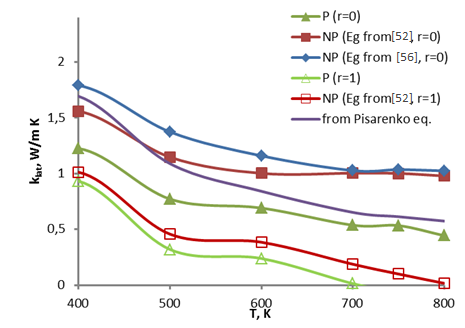 P (r=0)
NP (Eg from[52], r=0)
NP (Eg from [56], r=0)
P (r=1)
NP (Eg from[52], r=1)
from Pisarenko eq.
2
1,5
1
0,5
0
klat, W/m K
400
500
600
700
800
T, K